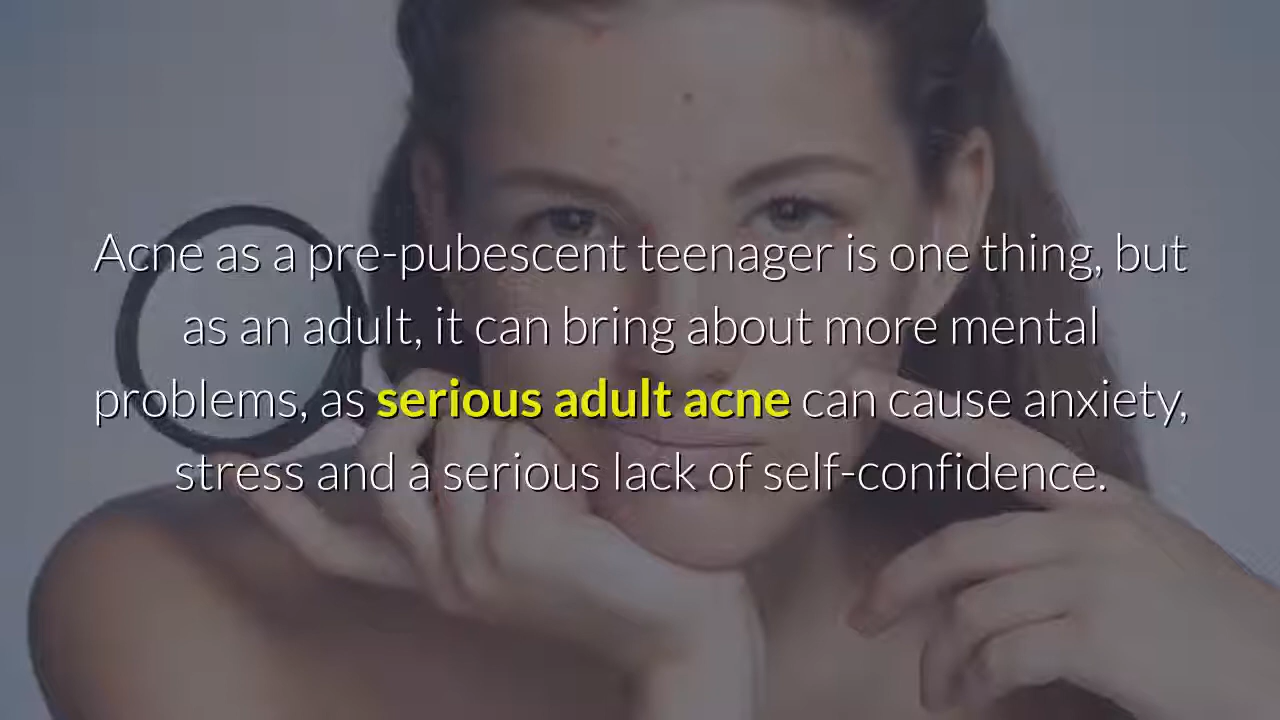 Acne as a pre-pubescent teenager is one thing, but
as an adult, it can bring about more mental
problems, as serious adult acne can cause anxiety,
stress and a serious lack of self-confidence.